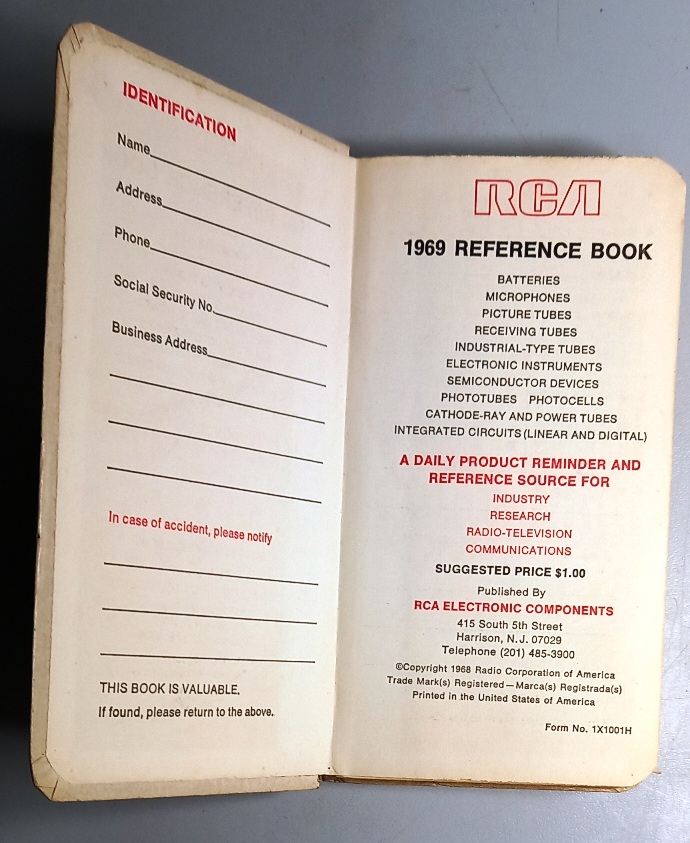 IDENTIFICATION
Name
Address
Phone
Social Security No.
Business Address
In case of accident, please notify
THIS BOOK IS VALUABLE.
If found, please return to the above.
RCA
1969 REFERENCE BOOK
BATTERIES
MICROPHONES
PICTURE TUBES
RECEIVING TUBES
INDUSTRIAL-TYPE TUBES
ELECTRONIC INSTRUMENTS
SEMICONDUCTOR DEVICES
PHOTOTUBES PHOTOCELLS
CATHODE-RAY AND POWER TUBES
INTEGRATED CIRCUITS (LINEAR AND DIGITAL)
A DAILY PRODUCT REMINDER AND
REFERENCE SOURCE FOR
INDUSTRY
RESEARCH
RADIO-TELEVISION
COMMUNICATIONS
SUGGESTED PRICE $1.00
Published By
RCA ELECTRONIC COMPONENTS
415 South 5th Street
Harrison, N.J. 07029
Telephone (201) 485-3900
©Copyright 1968 Radio Corporation of America
Trade Mark(s) Registered—Marca(s) Registrada(s)
Printed in the United States of America
Form No. 1X1001H